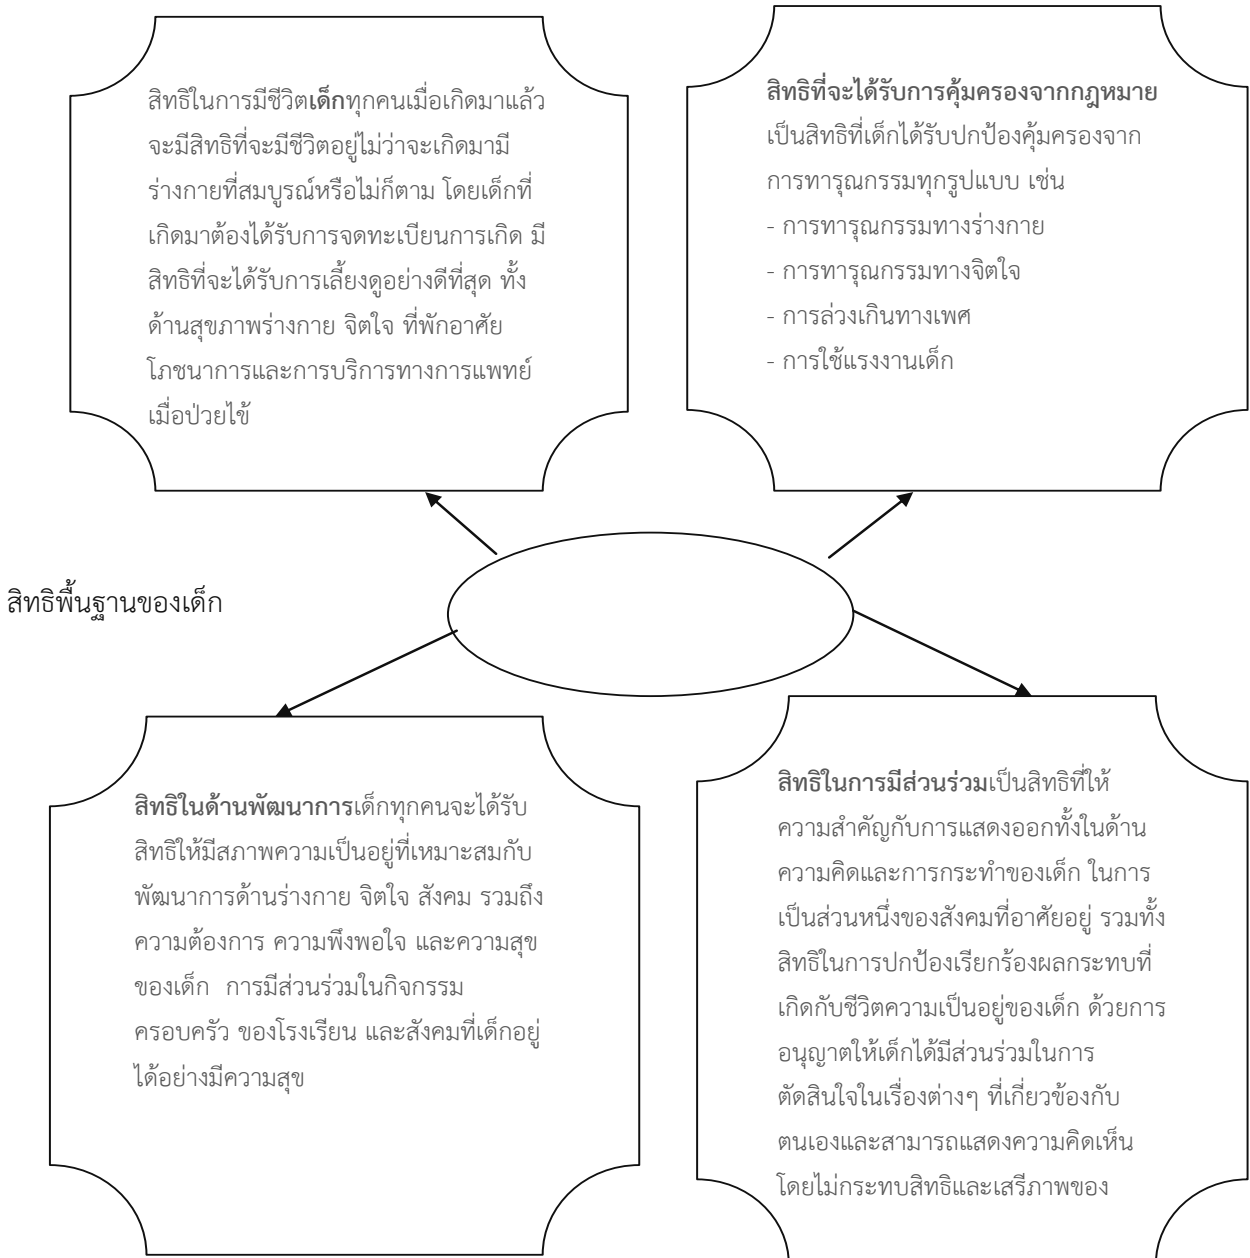 สิทธิในการมีชีวิตเด็กทุกคนเมื่อเกิดมาแล้ว
จะมีสิทธิที่จะมีชีวิตอยู่ไม่ว่าจะเกิดมามี
ร่างกายที่สมบูรณ์หรือไม่ก็ตาม โดยเด็กที่
เกิดมาต้องได้รับการจดทะเบียนการเกิด มี
สิทธิที่จะได้รับการเลี้ยงดูอย่างดีที่สุด ทั้ง
ด้านสุขภาพร่างกาย จิตใจ ที่พักอาศัย
โภชนาการและการบริการทางการแพทย์
เมื่อป่วยไข้
สิทธิที่จะได้รับการคุ้มครองจากกฎหมาย
เป็นสิทธิที่เด็กได้รับปกป้องคุ้มครองจาก
การทารุณกรรมทุกรูปแบบ เช่น
- การทารุณกรรมทางร่างกาย
- การทารุณกรรมทางจิตใจ
- การล่วงเกินทางเพศ
- การใช้แรงงานเด็ก
สิทธิพื้นฐานของเด็ก
สิทธิในด้านพัฒนาการเด็กทุกคนจะได้รับ
สิทธิให้มีสภาพความเป็นอยู่ที่เหมาะสมกับ
พัฒนาการด้านร่างกาย จิตใจ สังคม รวมถึง
ความต้องการ ความพึงพอใจ และความสุข
ของเด็ก การมีส่วนร่วมในกิจกรรม
ครอบครัว ของโรงเรียน และสังคมที่เด็กอยู่
ได้อย่างมีความสุข
สิทธิในการมีส่วนร่วมเป็นสิทธิที่ให้
ความสำคัญกับการแสดงออกทั้งในด้าน
ความคิดและการกระทำของเด็ก ในการ
เป็นส่วนหนึ่งของสังคมที่อาศัยอยู่ รวมทั้ง
สิทธิในการปกป้องเรียกร้องผลกระทบที่
เกิดกับชีวิตความเป็นอยู่ของเด็ก ด้วยการ
อนุญาตให้เด็กได้มีส่วนร่วมในการ
ตัดสินใจในเรื่องต่างๆ ที่เกี่ยวข้องกับ
ตนเองและสามารถแสดงความคิดเห็น
โดยไม่กระทบสิทธิและเสรีภาพของ